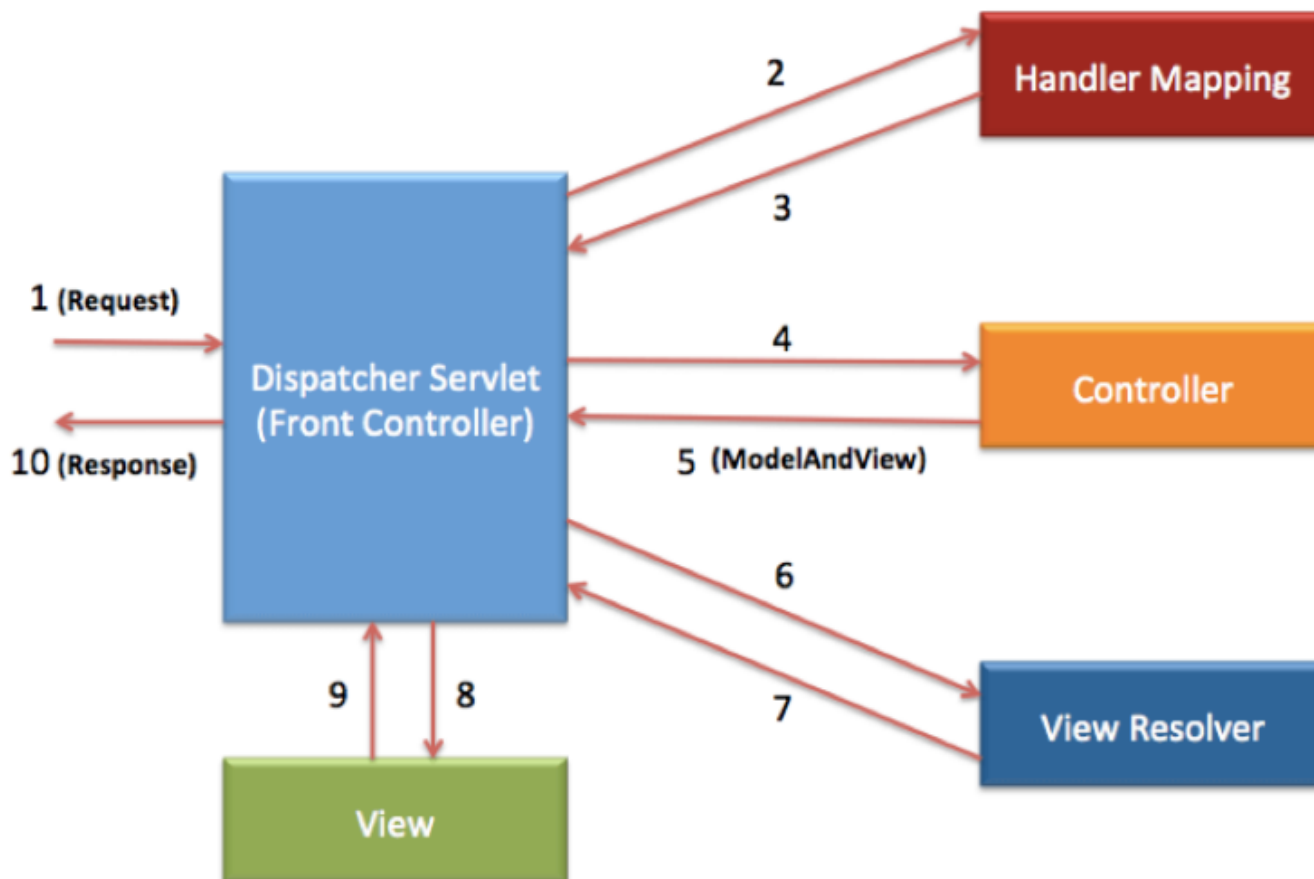 2
Handler Mapping
3
1 (Request)
4
Dispatcher Servlet
(Front Controller)
Controller
10 (Response)
5 (ModelAndView)
6
9
8
7
View Resolver
View